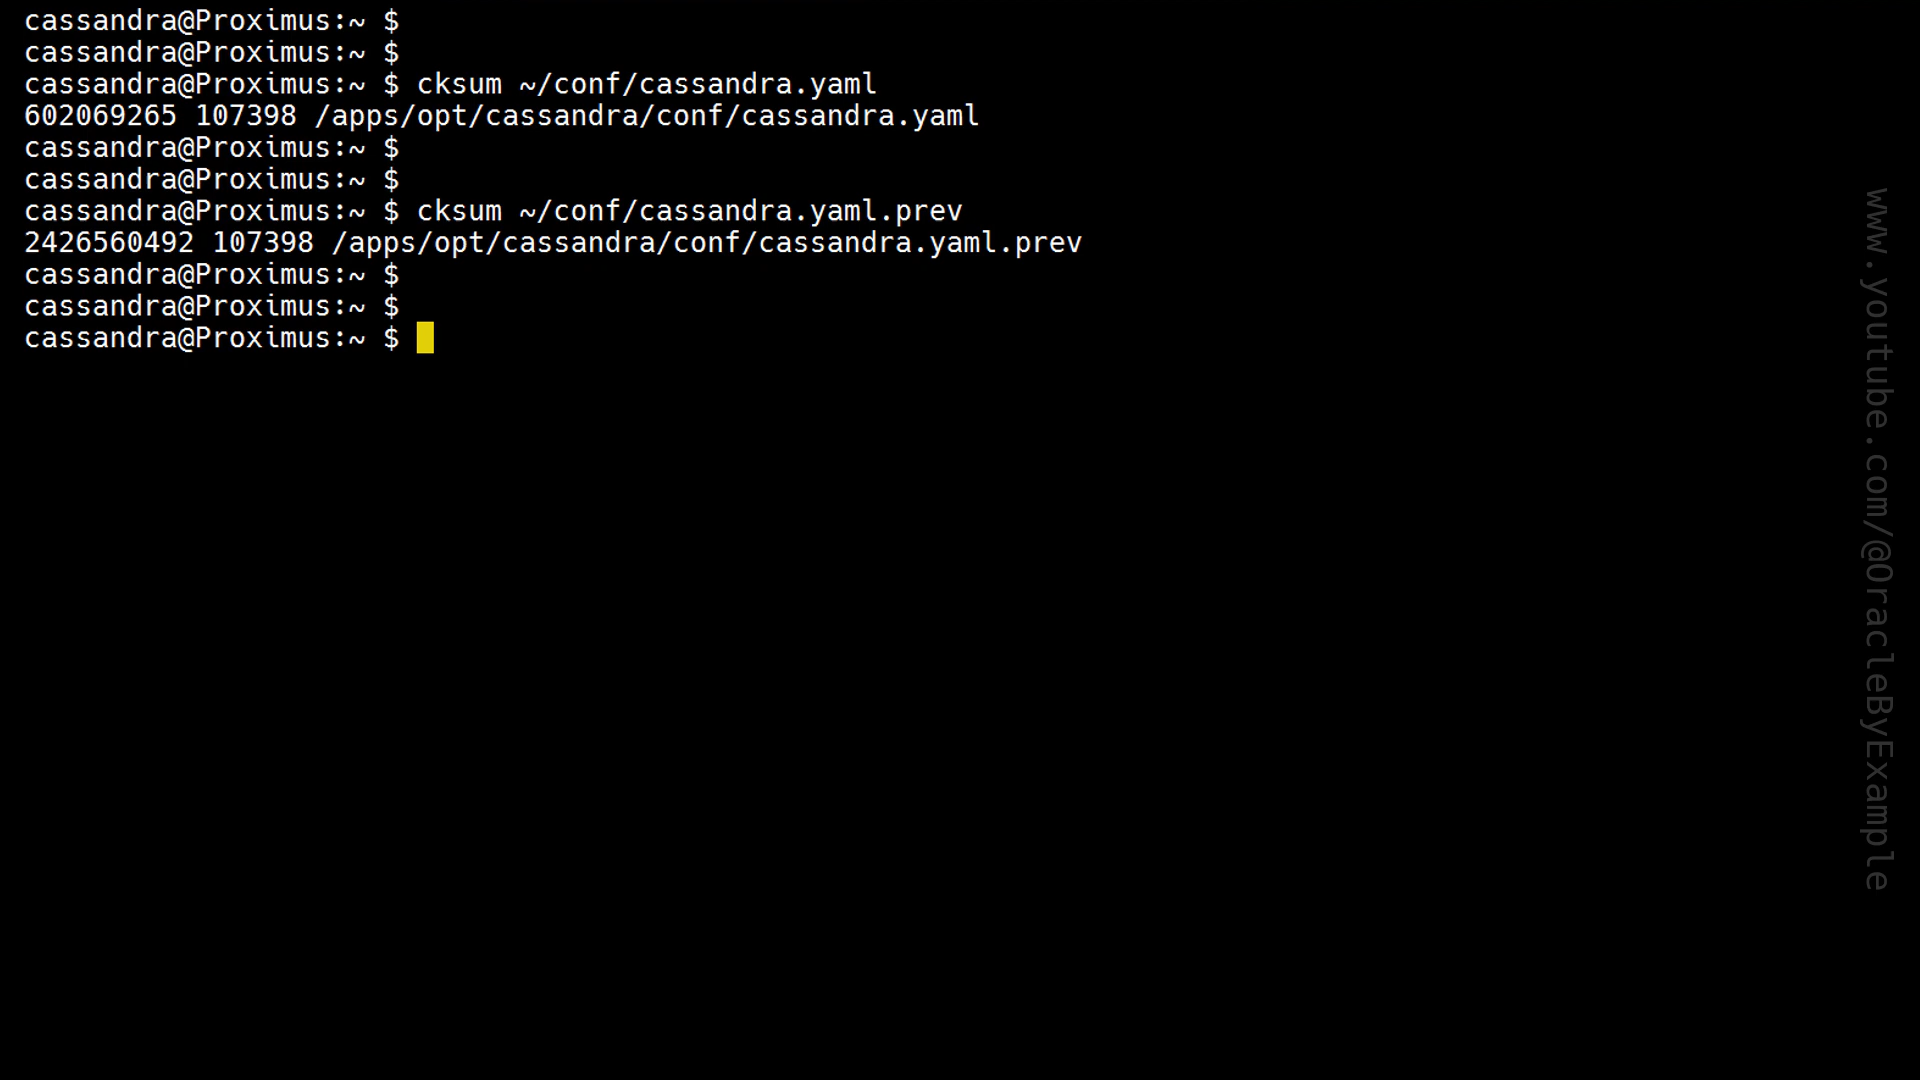 cassandra@Proximus:~ $
cassandra@Proximus:~ $
cassandra@Proximus:~ $ cksum ~/conf/cassandra.yaml
602069265 107398 /apps/opt/cassandra/conf/cassandra.yaml
cassandra@Proximus:~ $
cassandra@Proximus:~ $
cassandra@Proximus:~ $ cksum ~/conf/cassandra.yaml.prev
2426560492 107398 /apps/opt/cassandra/conf/cassandra.yaml.prev
cassandra@Proximus:~ $
cassandra@Proximus:~ $
cassandra@Proximus:~ $
www.youtube.com/@OracleByExample